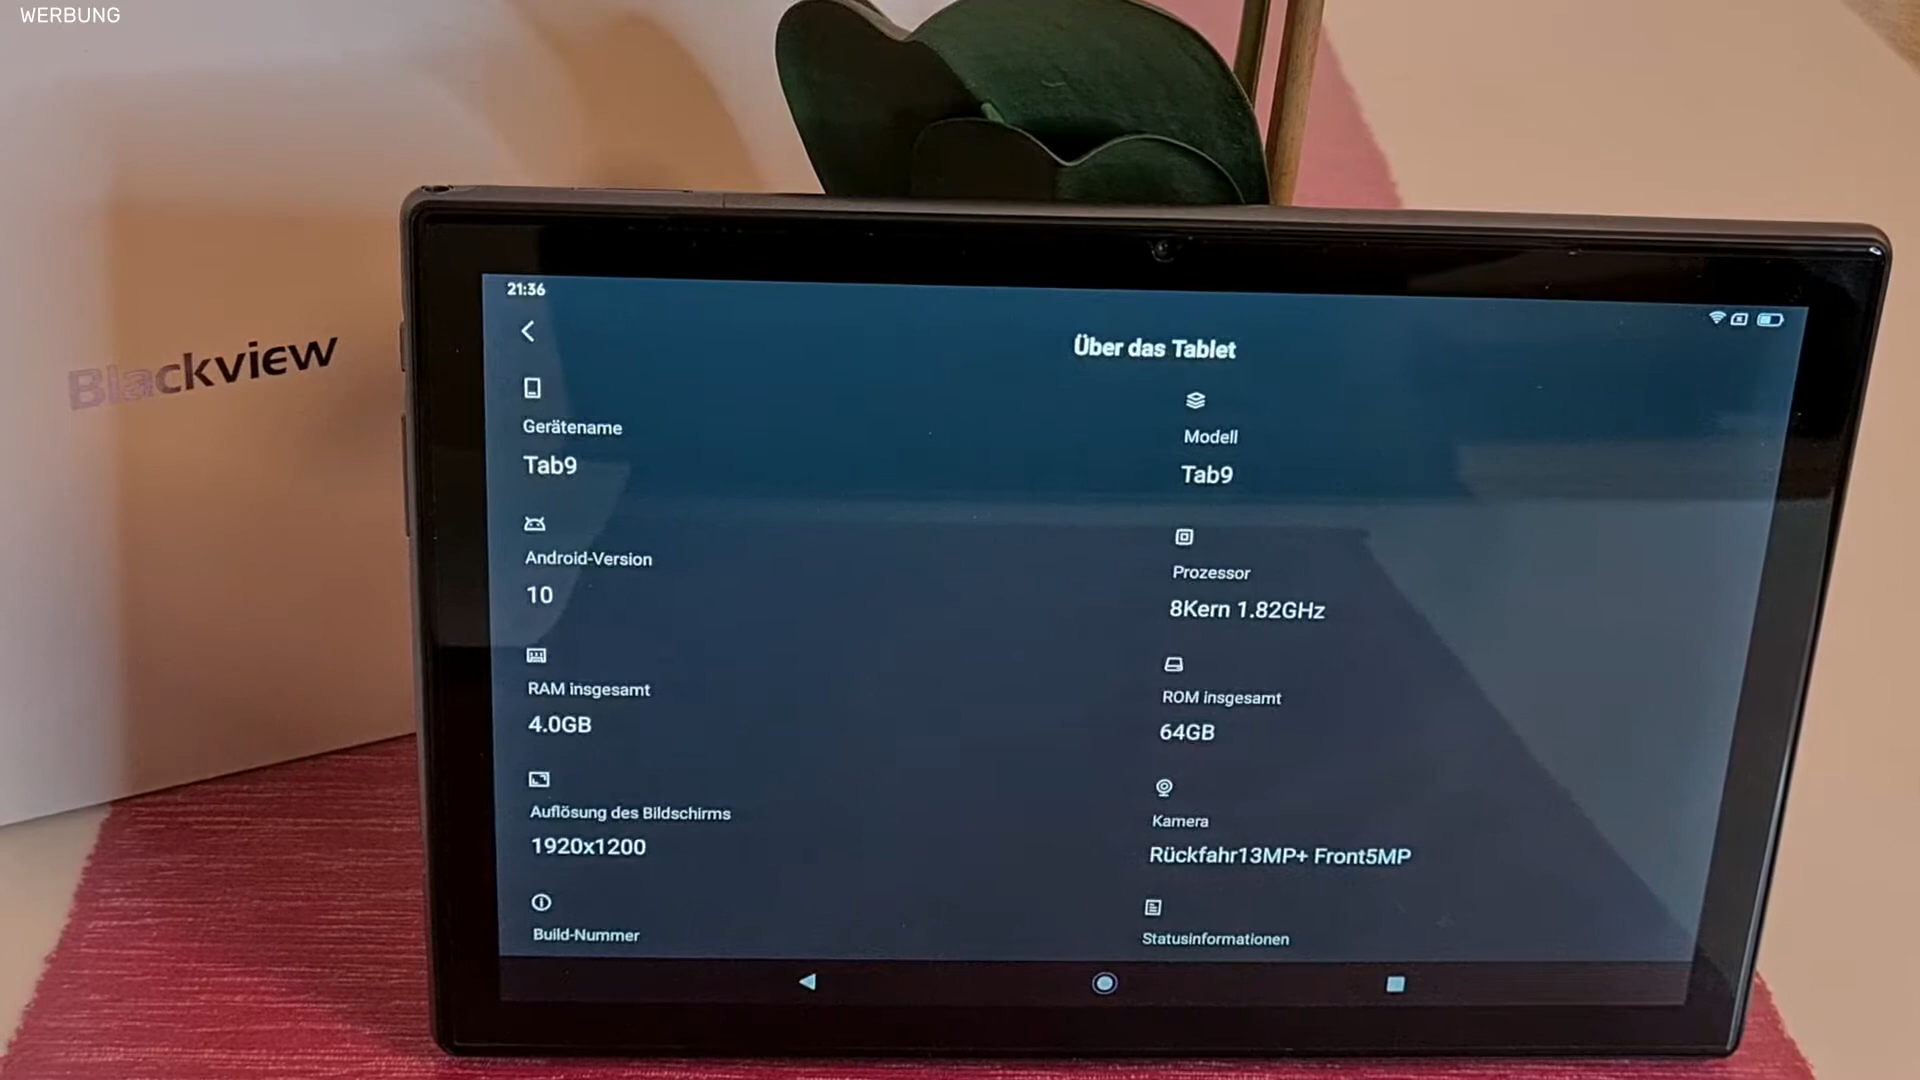 WERBUNG
Blackview
21:36
Über das Tablet
Gerätename
Tab9
Modell
Tab9
Android-Version
10
Prozessor
8Kern 1.82GHz
RAM insgesamt
4.0GB
ROM insgesamt
64GB
Auflösung des Bildschirms
1920x1200
Kamera
Rückfahr13MP+ Front5MP
Build-Nummer
Statusinformationen